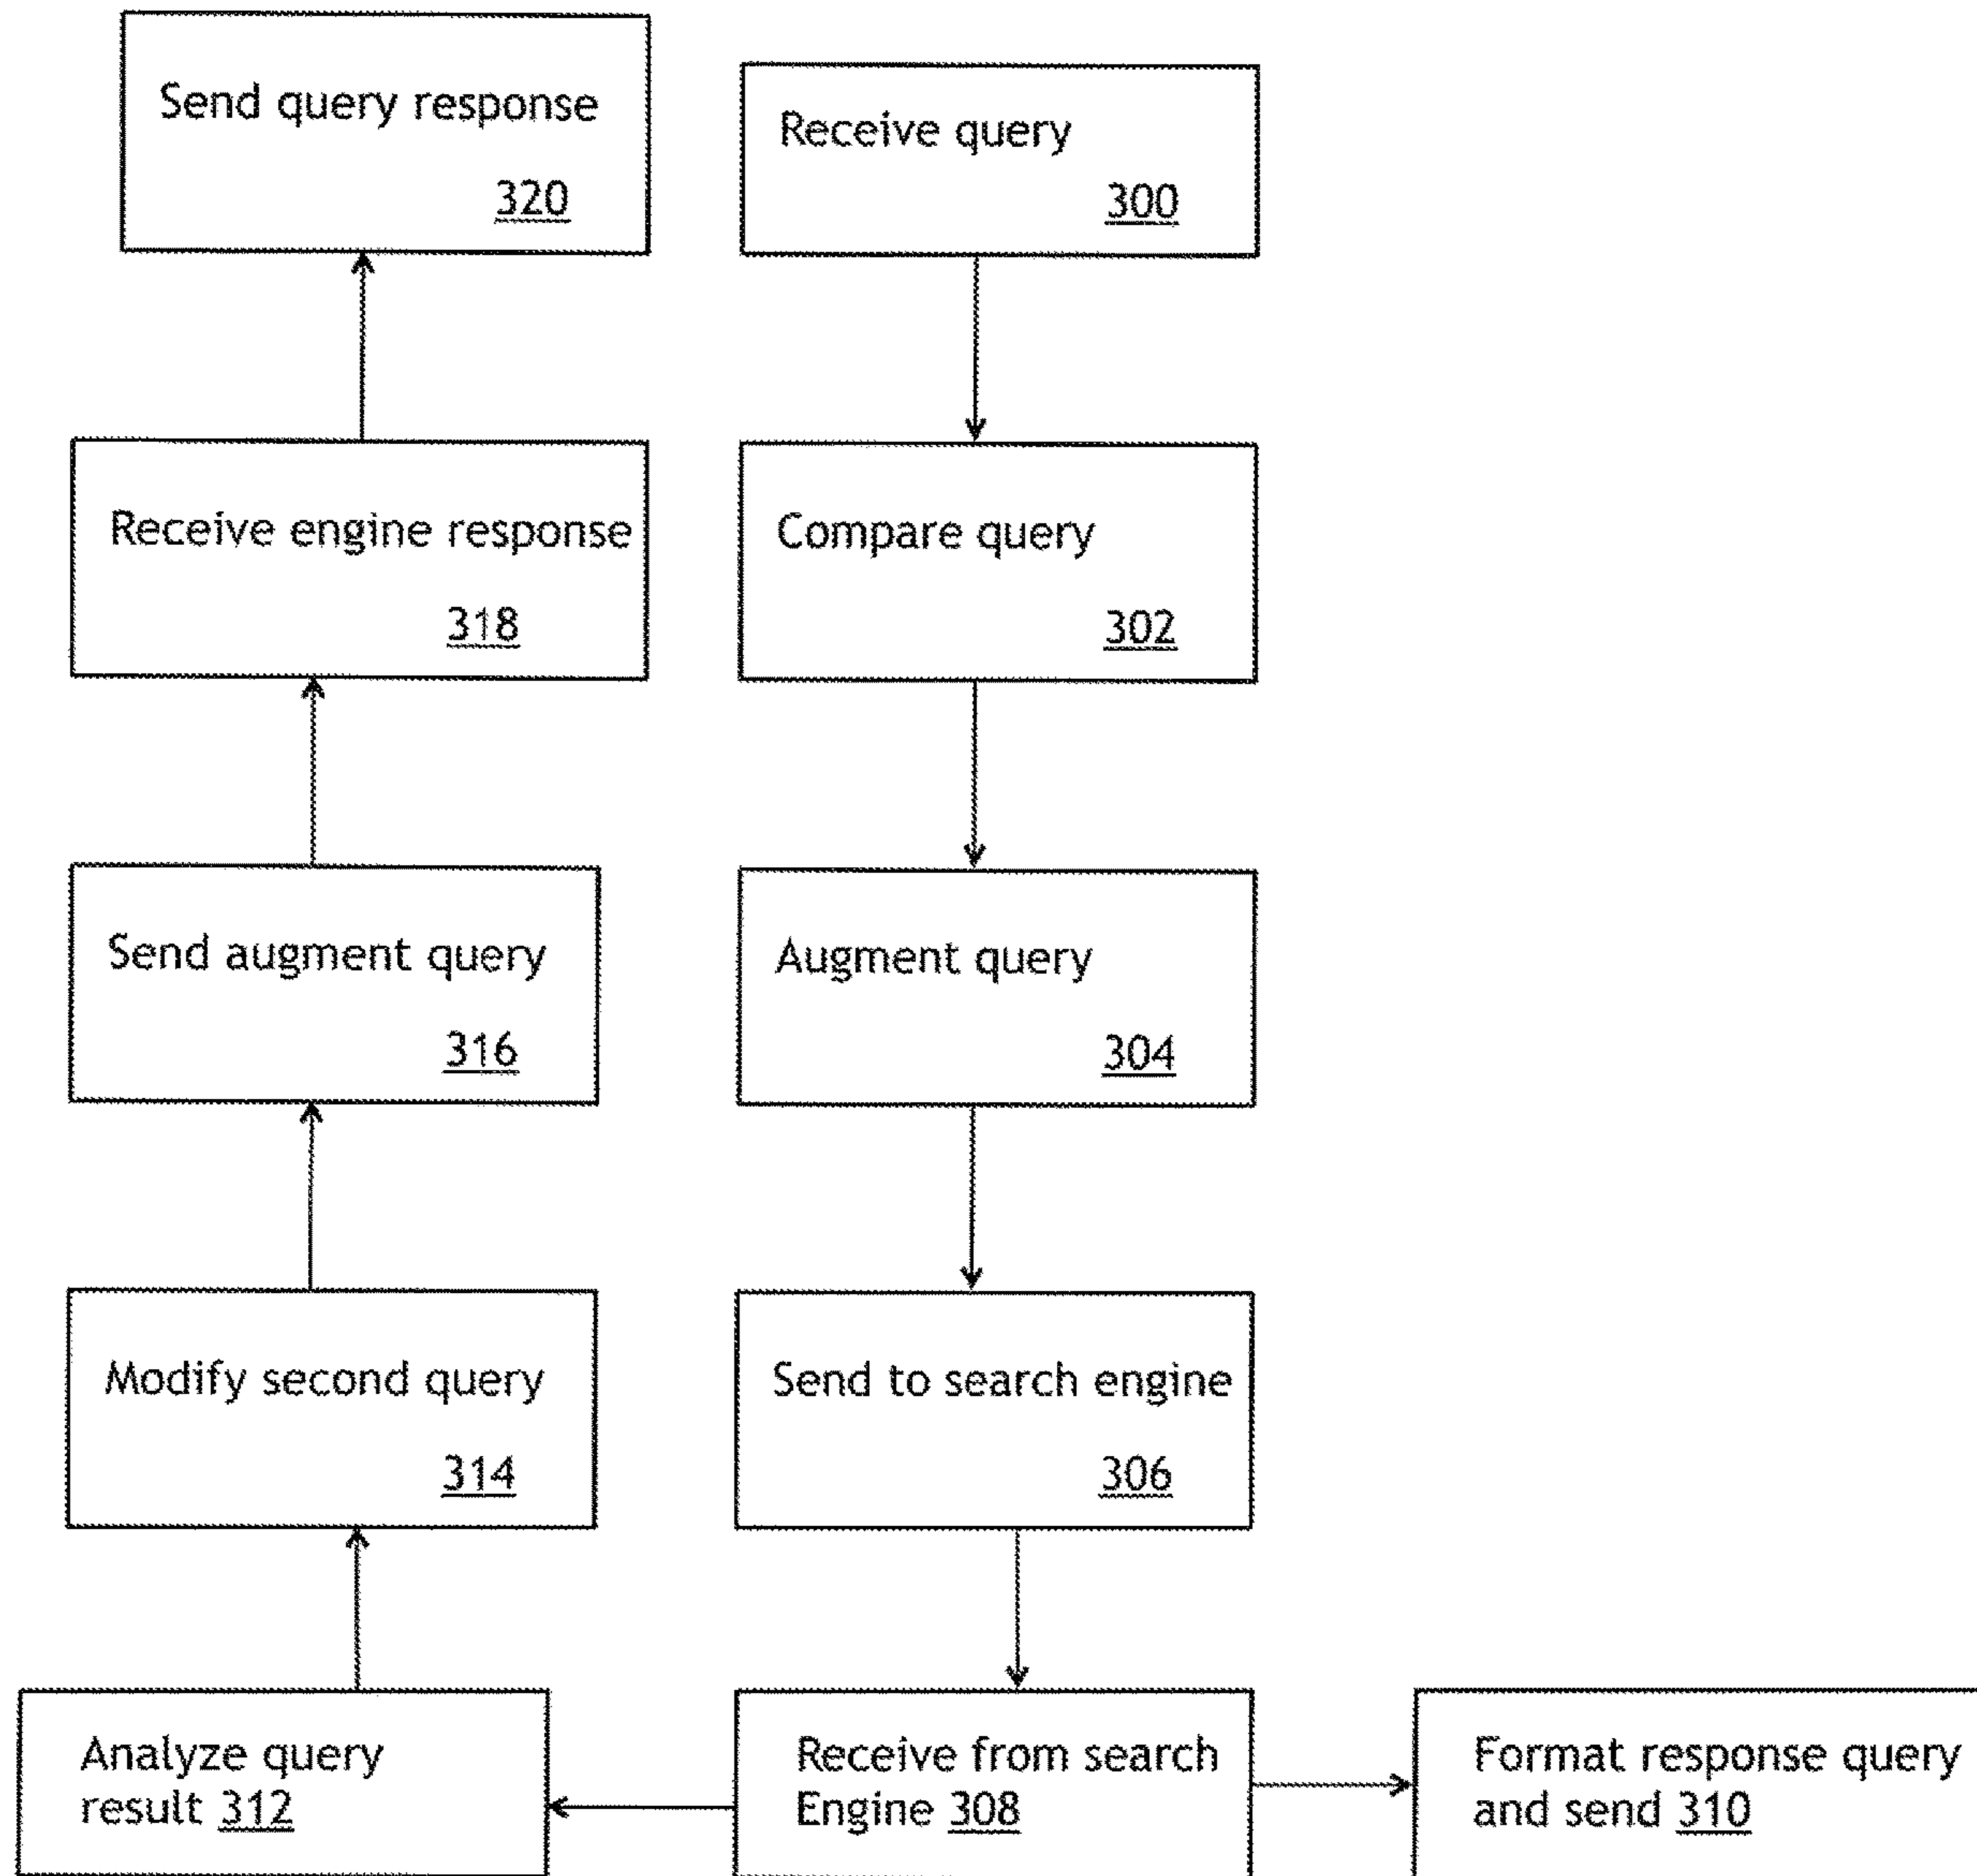 Send query response
320
Receive query
300
Receive engine response
318
Compare query
302
Send augment query
316
Augment query
304
Modify second query
314
Send to search engine
306
Analyze query
result 312
Receive from search
Engine 308
Format response query
and send 310